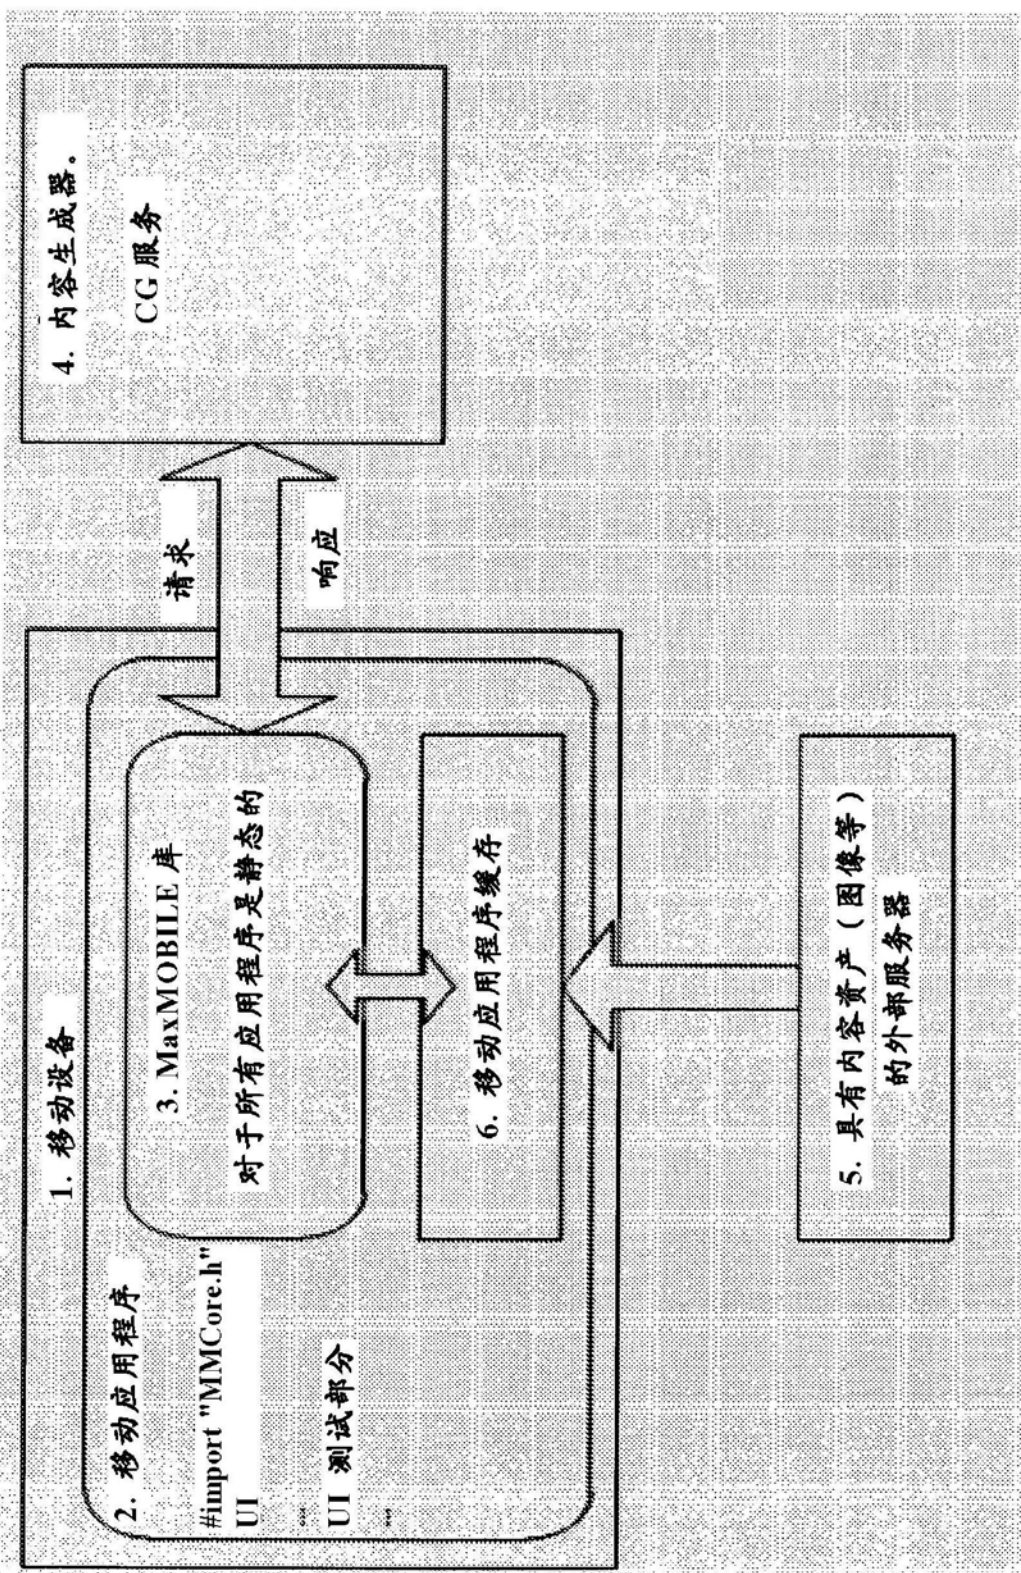 1. 移动设备
2. 移动应用程序
#import "MMCore.h"
UI
...
UI 测试部分
...
3. MaxMOBILE 库
对于所有应用程序是静态的
6. 移动应用程序缓存
请求
响应
4. 内容生成器。
CG 服务
5. 具有内容资产（图像等）
的外部服务器